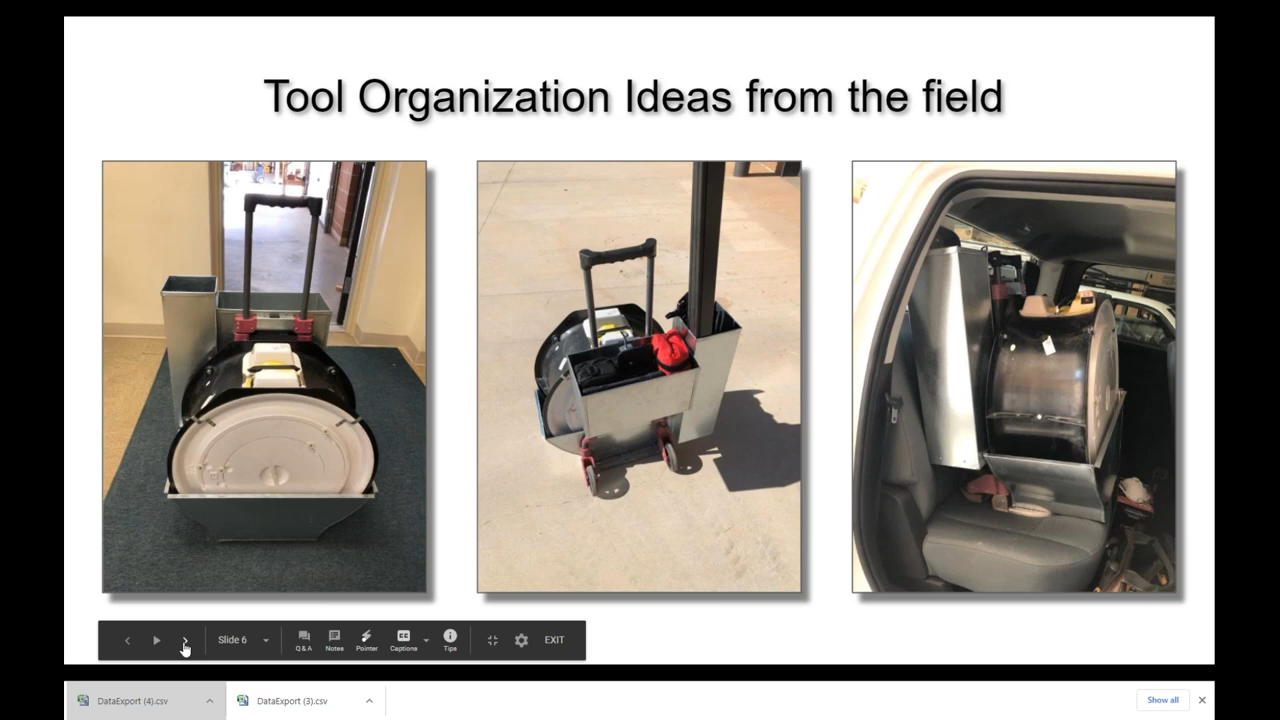 Tool Organization Ideas from the field
Slide 6
Q & A
Notes
Pointer
CC
Captions
Tips
EXIT
DataExport (4).csv
DataExport (3).csv
Show all